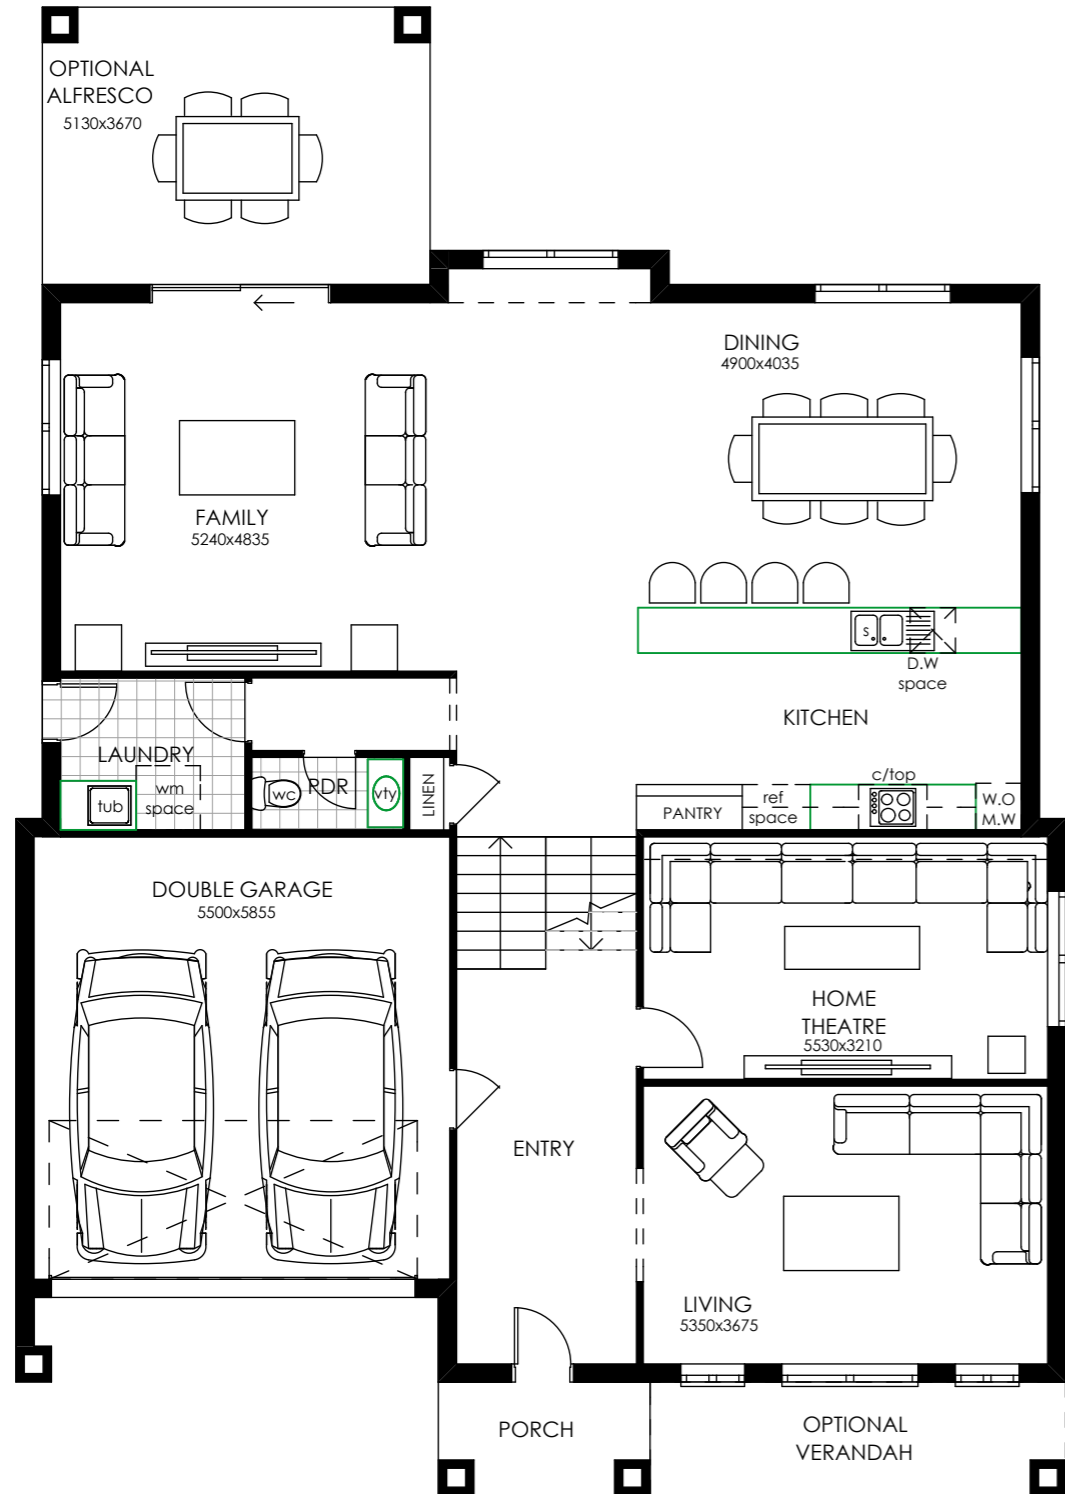 OPTIONAL
ALFRESCO
5130x3670
DINING
4900x4035
FAMILY
5240x4835
S
D.W
space
KITCHEN
LAUNDRY
wm
space
tub
wc
PDR
vty
LINEN
c/top
PANTRY
ref
space
W.O
M.W
DOUBLE GARAGE
5500x5855
HOME
THEATRE
5530x3210
ENTRY
LIVING
5350x3675
PORCH
OPTIONAL
VERANDAH